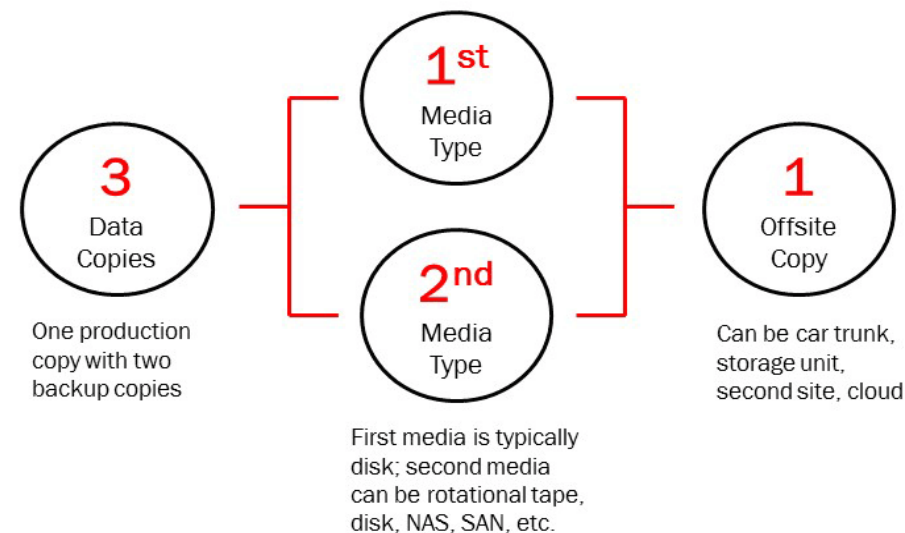 3
Data
Copies
One production
copy with two
backup copies
1st
Media
Type
2nd
Media
Type
First media is typically
disk; second media
can be rotational tape,
disk, NAS, SAN, etc.
1
Offsite
Copy
Can be car trunk,
storage unit,
second site, cloud